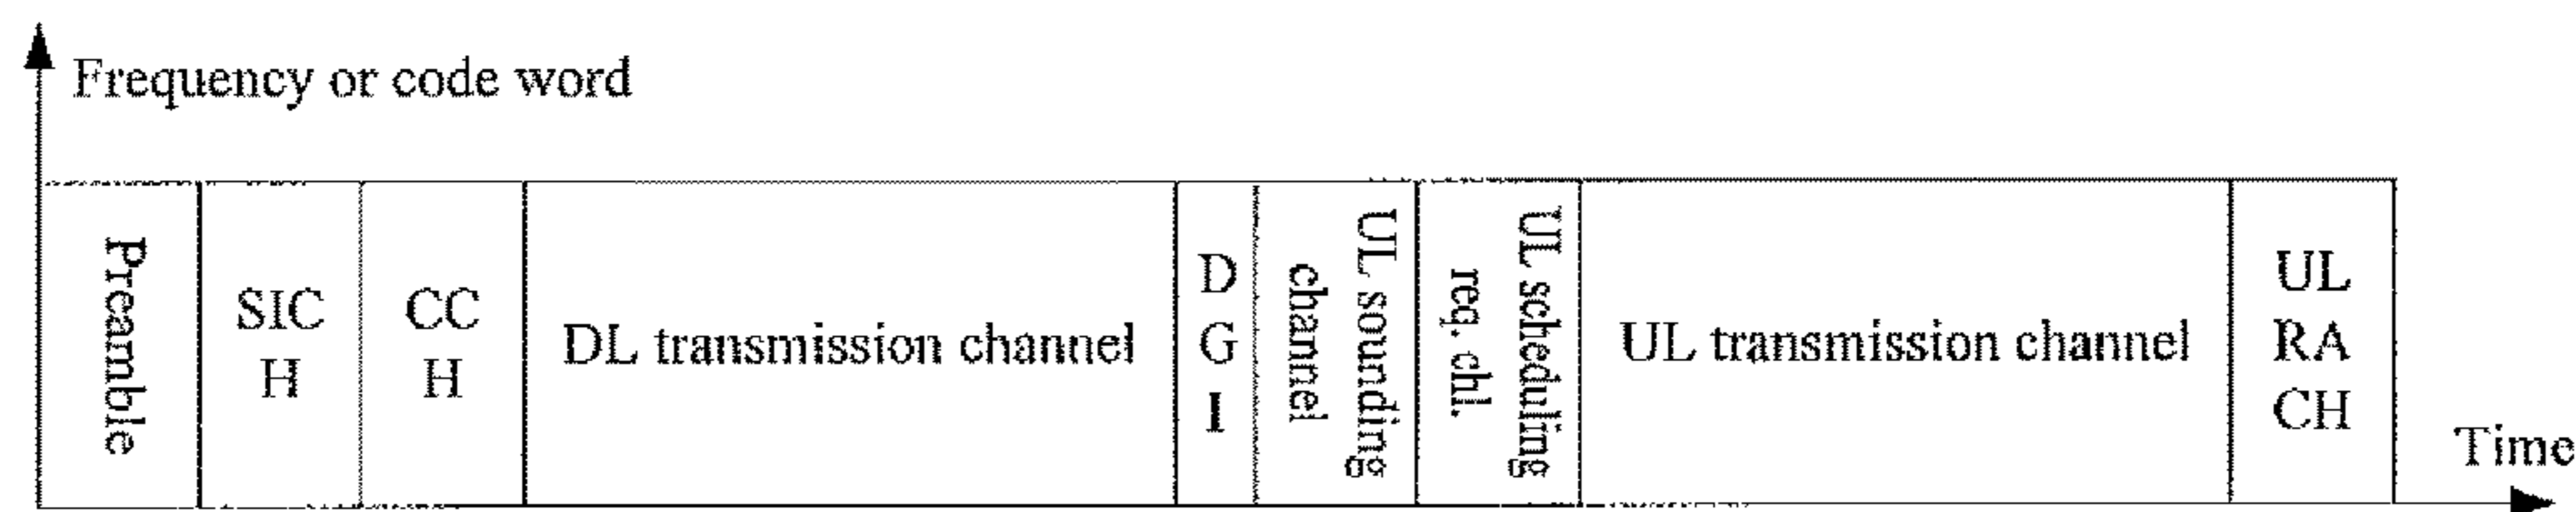 Frequency or code word
Preamble
SIC
H
CC
H
DL transmission channel
D
G
I
UL sounding
channel
UL scheduling
req. chl.
UL transmission channel
UL
RA
CH
Time